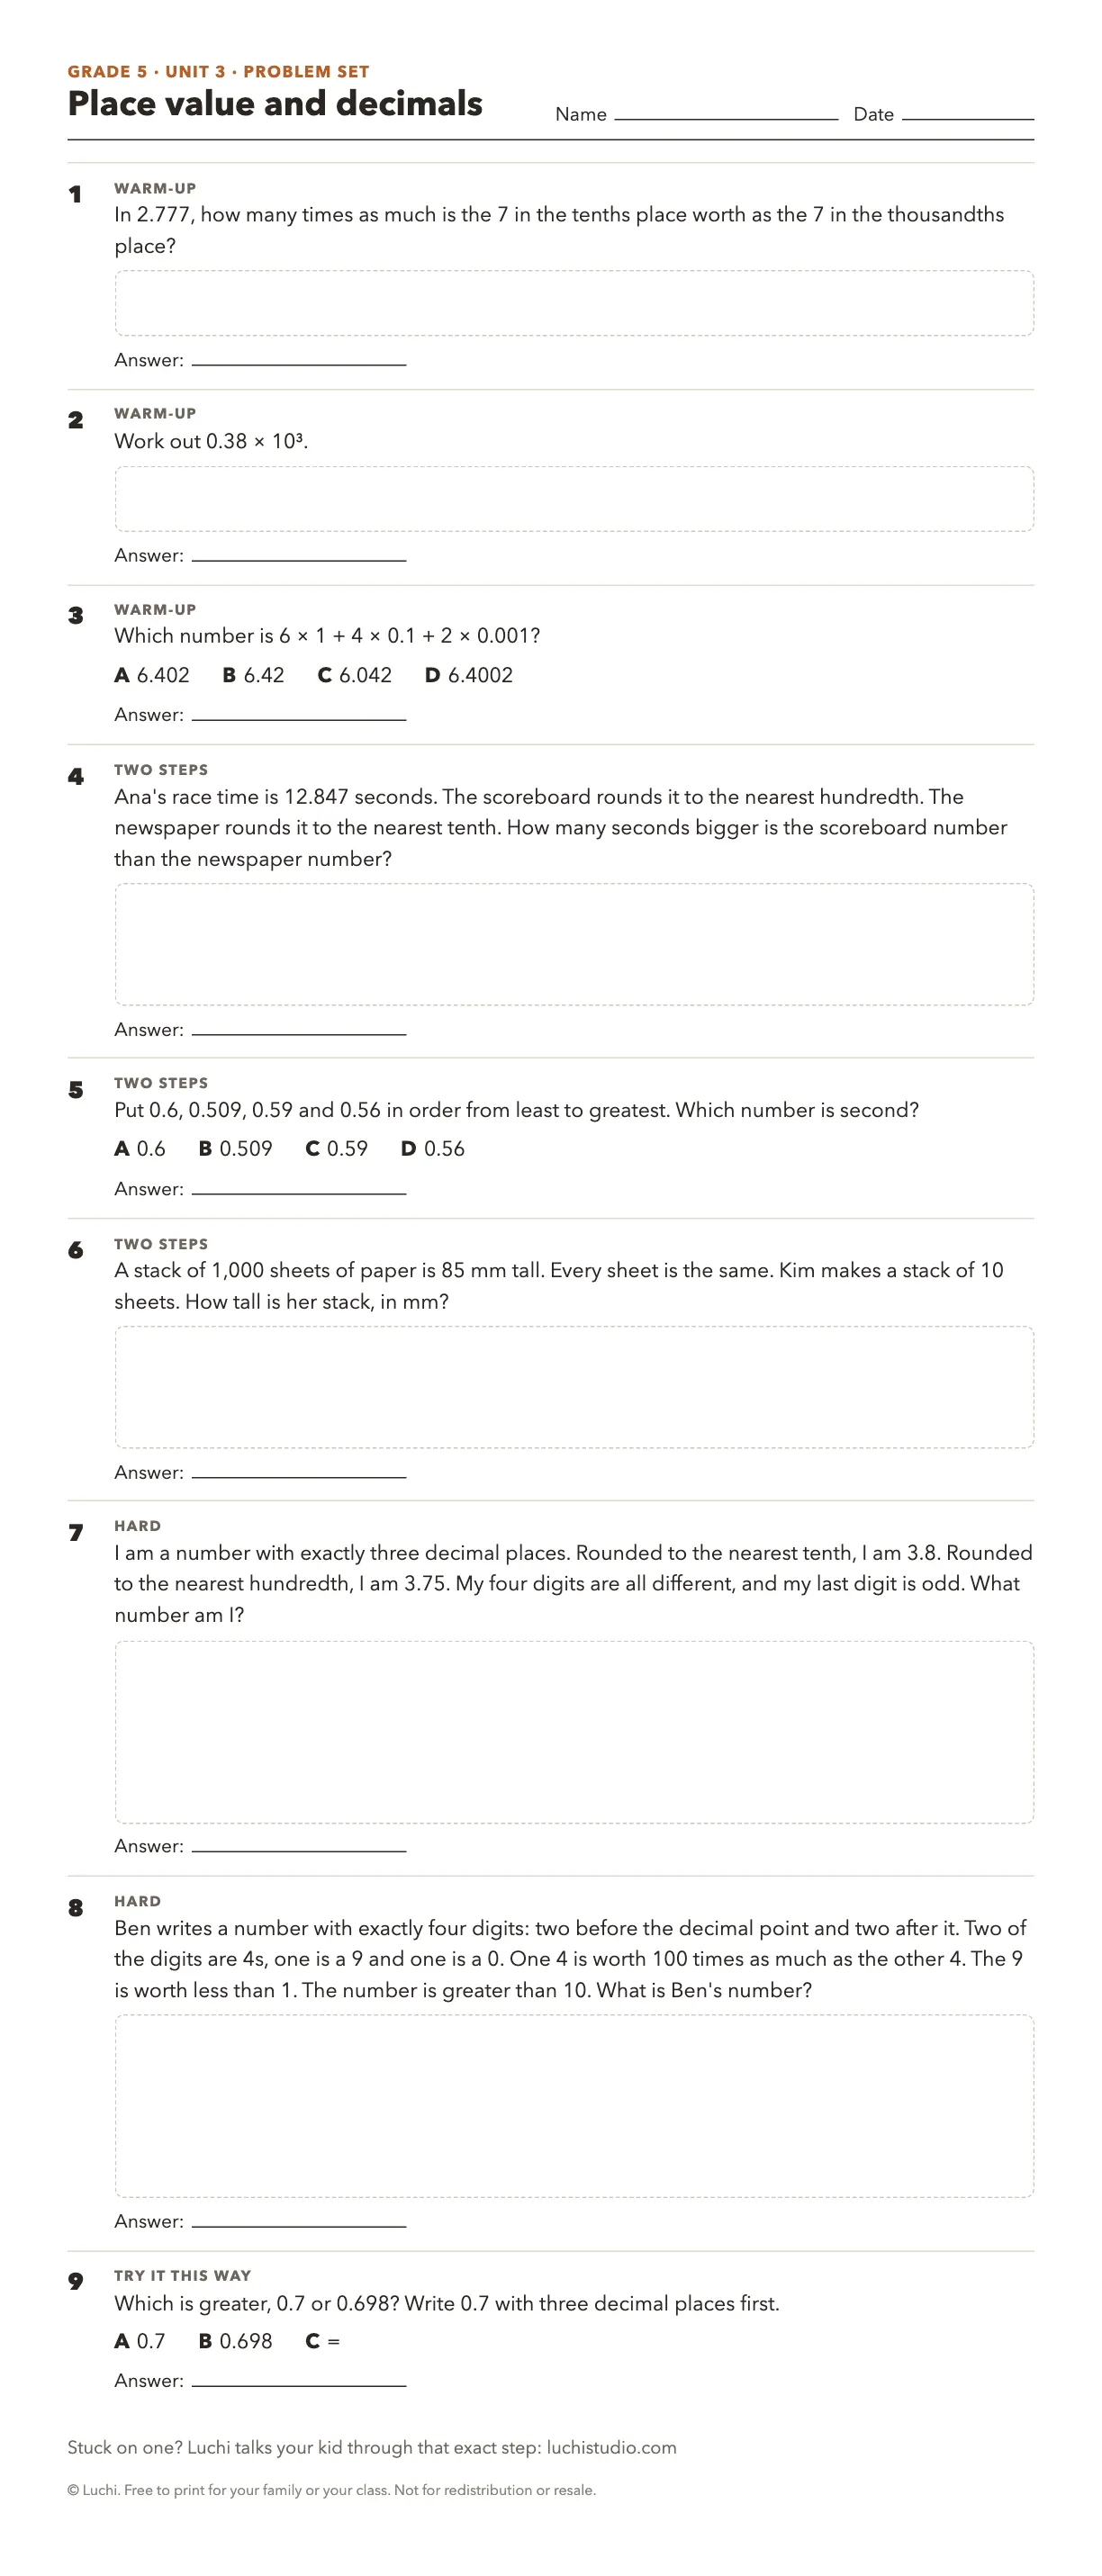 GRADE 5 · UNIT 3 · PROBLEM SET
Place value and decimals
Name
Date
1
WARM-UP
In 2.777, how many times as much is the 7 in the tenths place worth as the 7 in the thousandths
place?
Answer:
2
WARM-UP
Work out 0.38 × 10³.
Answer:
3
WARM-UP
Which number is 6 × 1 + 4 × 0.1 + 2 × 0.001?
A 6.402 B 6.42 C 6.042 D 6.4002
Answer:
4
TWO STEPS
Ana's race time is 12.847 seconds. The scoreboard rounds it to the nearest hundredth. The
newspaper rounds it to the nearest tenth. How many seconds bigger is the scoreboard number
than the newspaper number?
Answer:
5
TWO STEPS
Put 0.6, 0.509, 0.59 and 0.56 in order from least to greatest. Which number is second?
A 0.6 B 0.509 C 0.59 D 0.56
Answer:
6
TWO STEPS
A stack of 1,000 sheets of paper is 85 mm tall. Every sheet is the same. Kim makes a stack of 10
sheets. How tall is her stack, in mm?
Answer:
7
HARD
I am a number with exactly three decimal places. Rounded to the nearest tenth, I am 3.8. Rounded
to the nearest hundredth, I am 3.75. My four digits are all different, and my last digit is odd. What
number am I?
Answer:
8
HARD
Ben writes a number with exactly four digits: two before the decimal point and two after it. Two of
the digits are 4s, one is a 9 and one is a 0. One 4 is worth 100 times as much as the other 4. The 9
is worth less than 1. The number is greater than 10. What is Ben's number?
Answer:
9
TRY IT THIS WAY
Which is greater, 0.7 or 0.698? Write 0.7 with three decimal places first.
A 0.7 B 0.698 C =
Answer:
Stuck on one? Luchi talks your kid through that exact step: luchistudio.com
© Luchi. Free to print for your family or your class. Not for redistribution or resale.